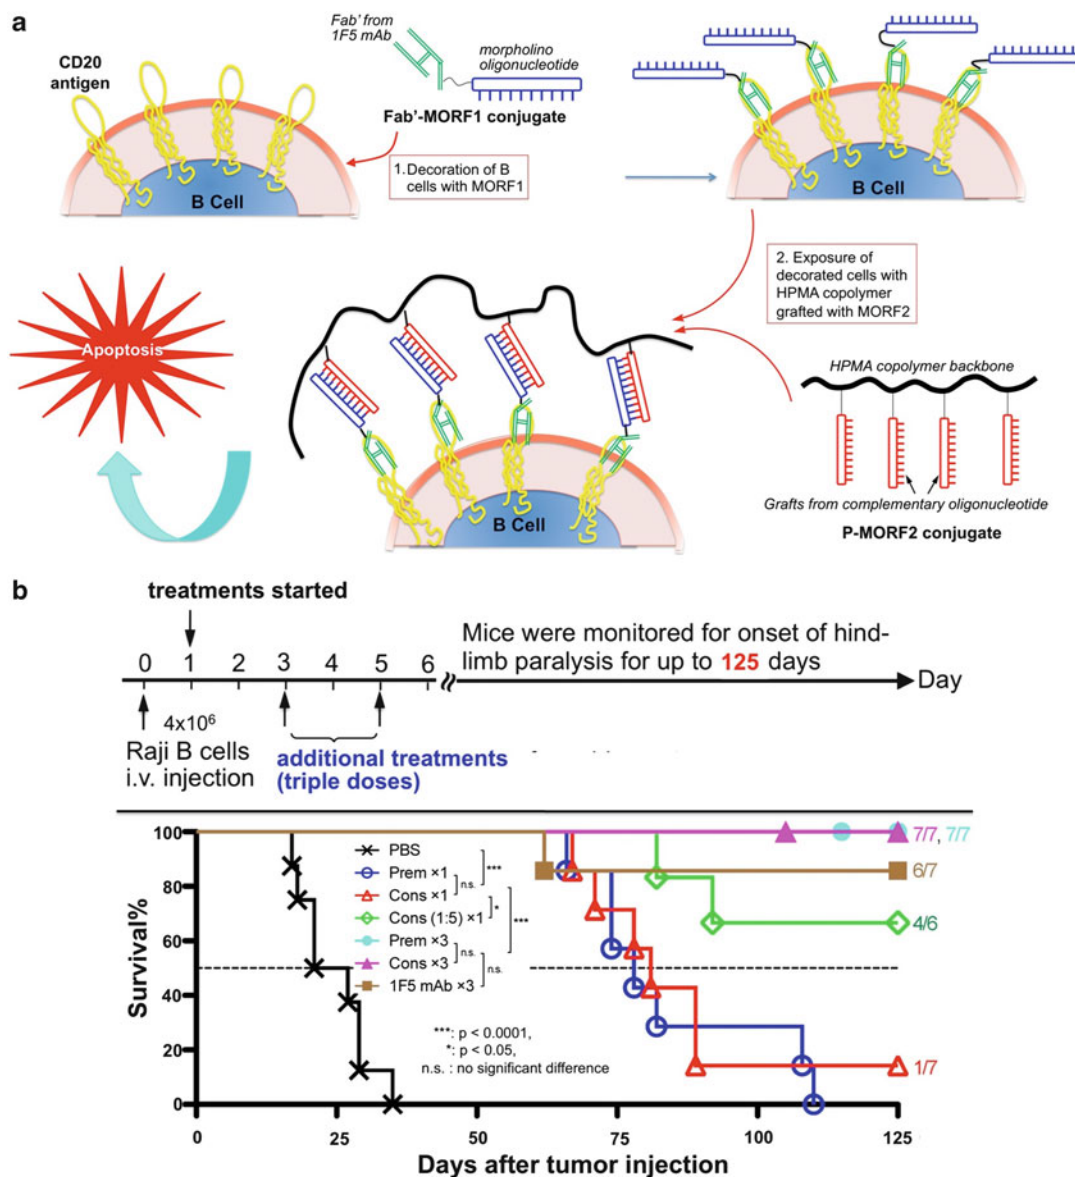 a
CD20
antigen
B Cell
Fab' from
1F5 mAb
morpholino
oligonucleotide
Fab'-MORF1 conjugate
1.Decoration of B
cells with MORF1
B Cell
2. Exposure of
decorated cells with
HPMA copolymer
grafted with MORF2
Apoptosis
B Cell
HPMA copolymer backbone
Grafts from complementary oligonucleotide
P-MORF2 conjugate
b
treatments started
0 1 2 3 4 5 6
Mice were monitored for onset of hind-
limb paralysis for up to 125 days
Day
4x10⁶
Raji B cells
i.v. injection
additional treatments
(triple doses)
Survival%
100
80
60
40
20
0
PBS
Prem ×1
Cons ×1
Cons (1:5) ×1
Prem ×3
Cons ×3
1F5 mAb ×3
***
n.s.
*
***
n.s.
n.s.
***: p < 0.0001,
*: p < 0.05,
n.s. : no significant difference
7/7, 7/7
6/7
4/6
1/7
0 25 50 75 100 125
Days after tumor injection